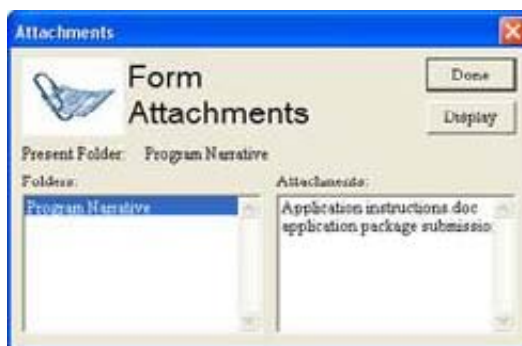 Attachments
Form
Attachments
Done
Display
Present Folder: Program Narrative
Folders:
Attachments:
Program Narrative
Application instructions doc
application package submissio